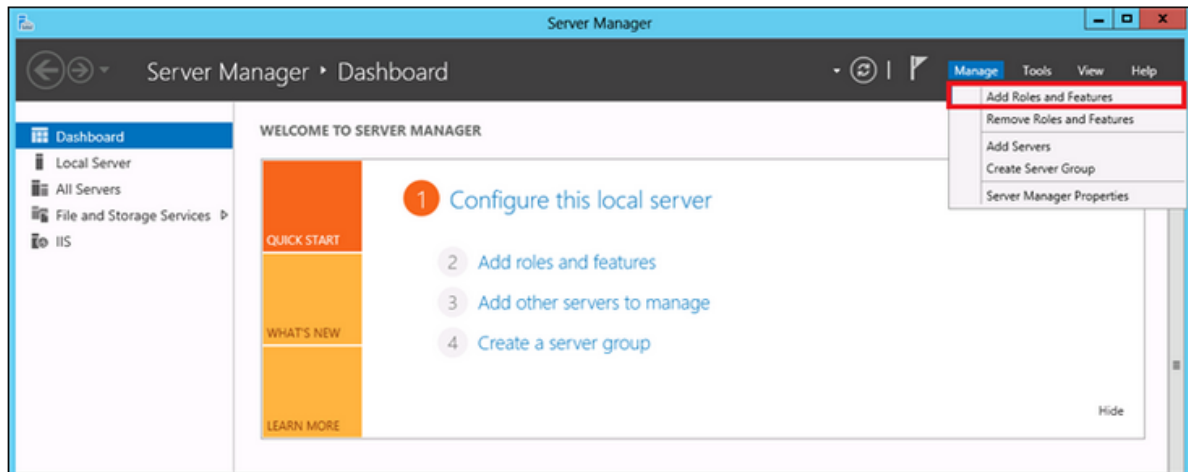 Server Manager
Server Manager • Dashboard
Manage Tools View Help
Add Roles and Features
Remove Roles and Features
Add Servers
Create Server Group
Server Manager Properties
Dashboard
Local Server
All Servers
File and Storage Services
IIS
WELCOME TO SERVER MANAGER
QUICK START
WHAT'S NEW
LEARN MORE
1 Configure this local server
2 Add roles and features
3 Add other servers to manage
4 Create a server group
Hide